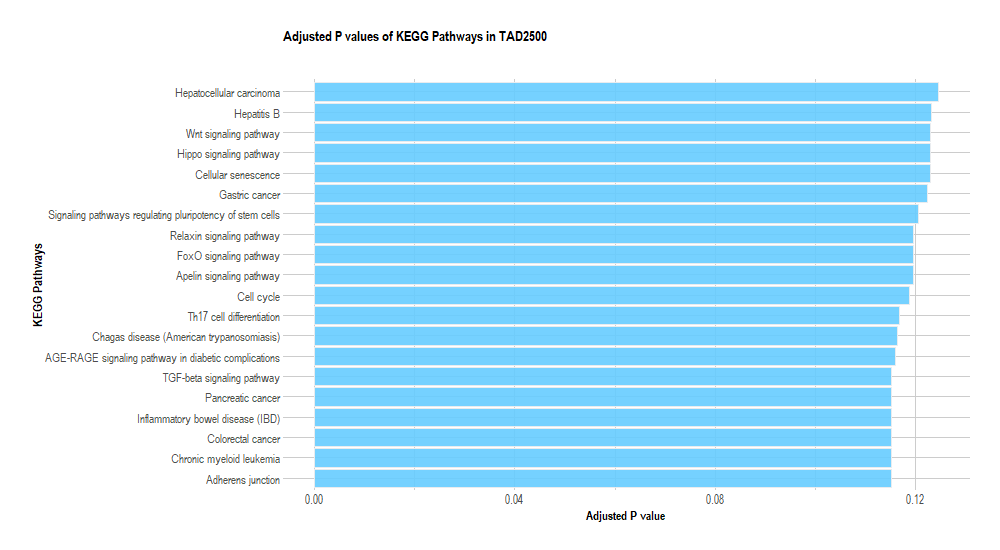 Adjusted P values of KEGG Pathways in TAD2500
KEGG Pathways
Hepatocellular carcinoma
Hepatitis B
Wnt signaling pathway
Hippo signaling pathway
Cellular senescence
Gastric cancer
Signaling pathways regulating pluripotency of stem cells
Relaxin signaling pathway
FoxO signaling pathway
Apelin signaling pathway
Cell cycle
Th17 cell differentiation
Chagas disease (American trypanosomiasis)
AGE-RAGE signaling pathway in diabetic complications
TGF-beta signaling pathway
Pancreatic cancer
Inflammatory bowel disease (IBD)
Colorectal cancer
Chronic myeloid leukemia
Adherens junction
0.00 0.04 0.08 0.12
Adjusted P value